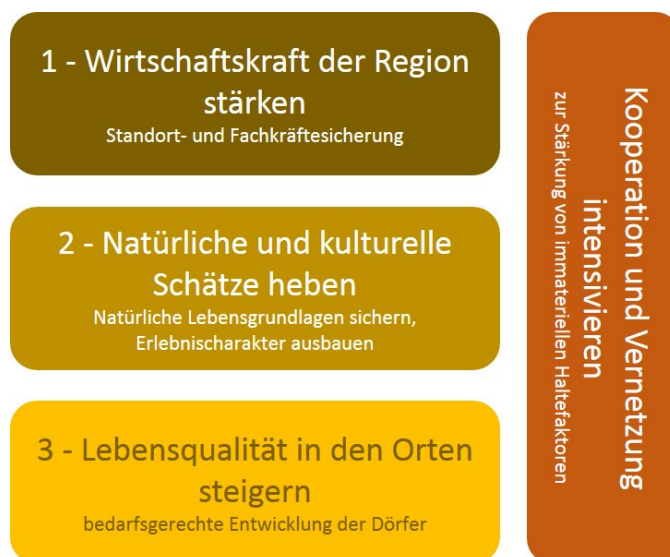 1 - Wirtschaftskraft der Region
stärken
Standort- und Fachkräftesicherung
2 - Natürliche und kulturelle
Schätze heben
Natürliche Lebensgrundlagen sichern,
Erlebnischarakter ausbauen
3 - Lebensqualität in den Orten
steigern
bedarfsgerechte Entwicklung der Dörfer
Kooperation und Vernetzung
intensivieren
zur Stärkung von immateriellen Haltefaktoren